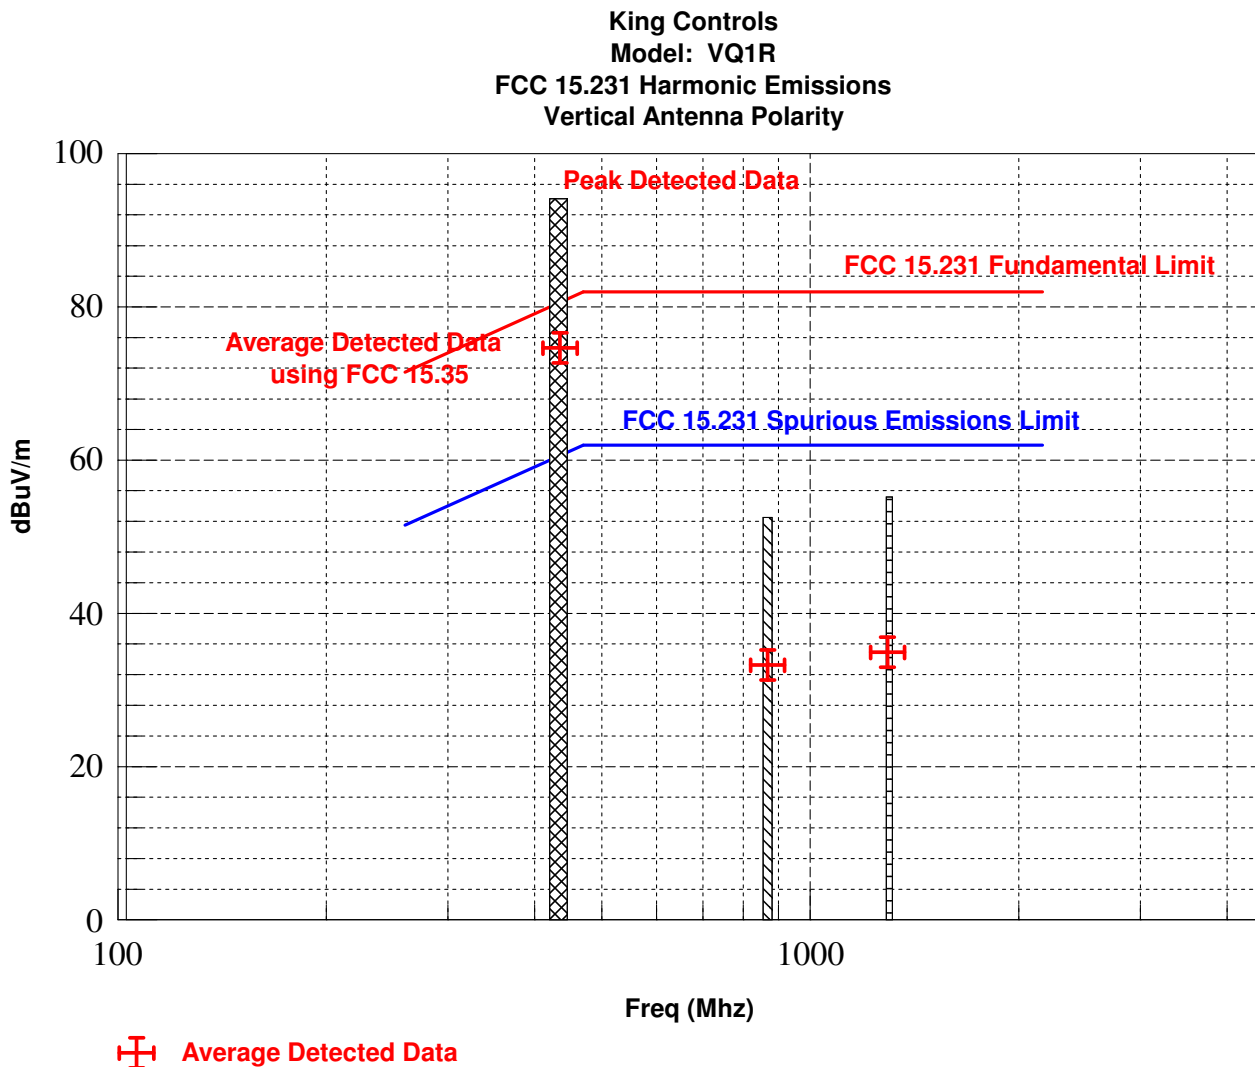 King Controls
Model: VQ1R
FCC 15.231 Harmonic Emissions
Vertical Antenna Polarity
100
Peak Detected Data
FCC 15.231 Fundamental Limit
80
Average Detected Data
using FCC 15.35
FCC 15.231 Spurious Emissions Limit
60
dBuV/m
40
20
0
100
1000
Freq (Mhz)
Average Detected Data